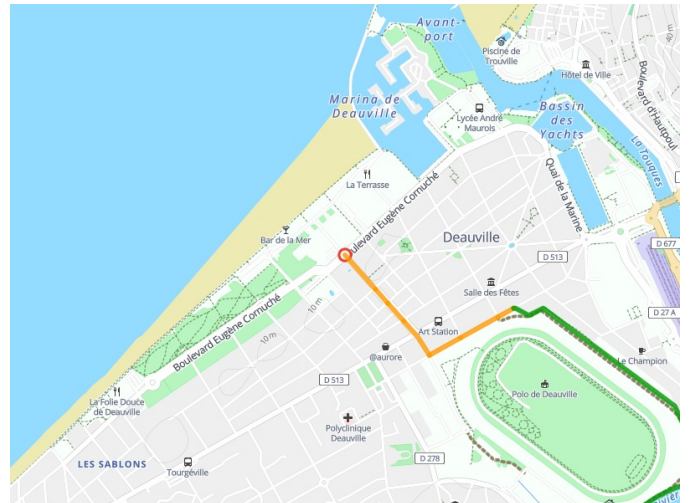 Avant-
port
Piscine de
Trouville
Hôtel de Ville
Boulevard d'Hautpoul
40 m
Marina de
Deauville
Lycée André
Maurois
Bassin
des
Yachts
La Touques
La Terrasse
Quai de la Marine
Bar de la Mer
Boulevard Eugène Cornuché
Deauville
D 677
D 513
Salle des Fêtes
10 m
D 27 A
Art Station
Boulevard Eugène Cornuché
10 m
@aurore
Le Champion
D 513
Polo de Deauville
La Folie Douce
de Deauville
Polyclinique
Deauville
D 278
LES SABLONS
Tourgéville